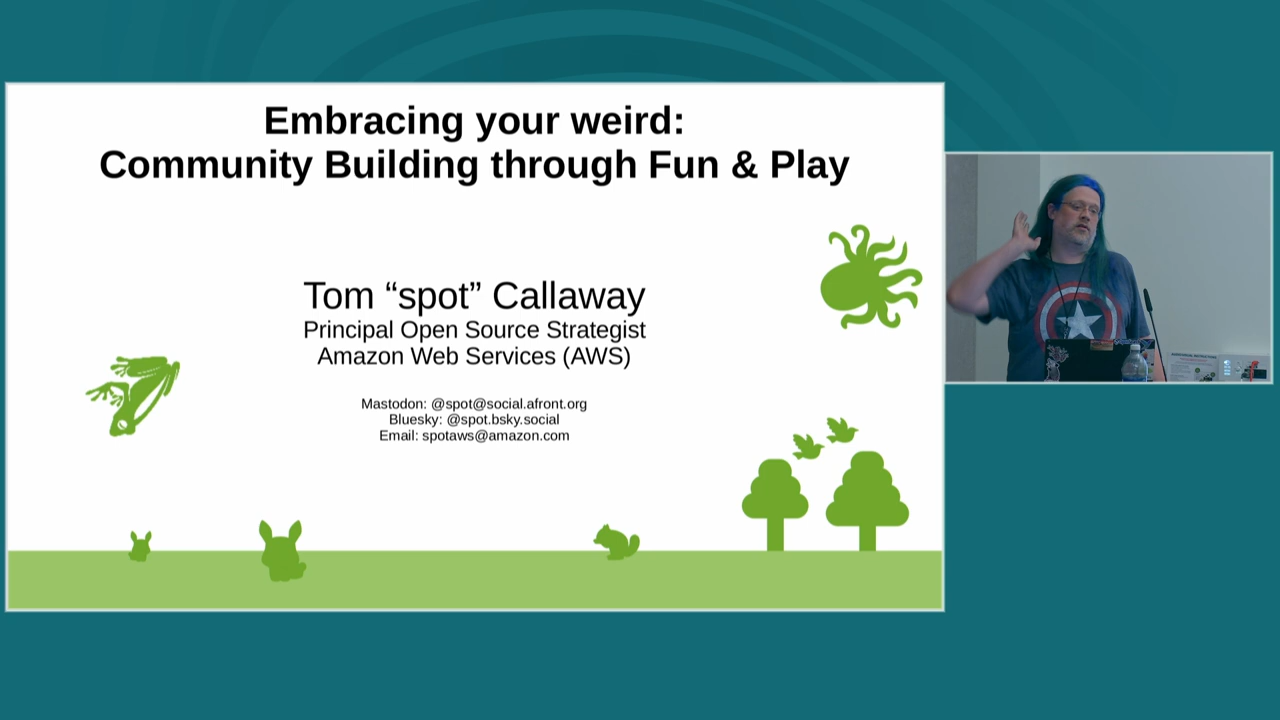 Embracing your weird:
Community Building through Fun & Play
Tom “spot” Callaway
Principal Open Source Strategist
Amazon Web Services (AWS)
Mastodon: @spot@social.afront.org
Bluesky: @spot.bsky.social
Email: spotaws@amazon.com